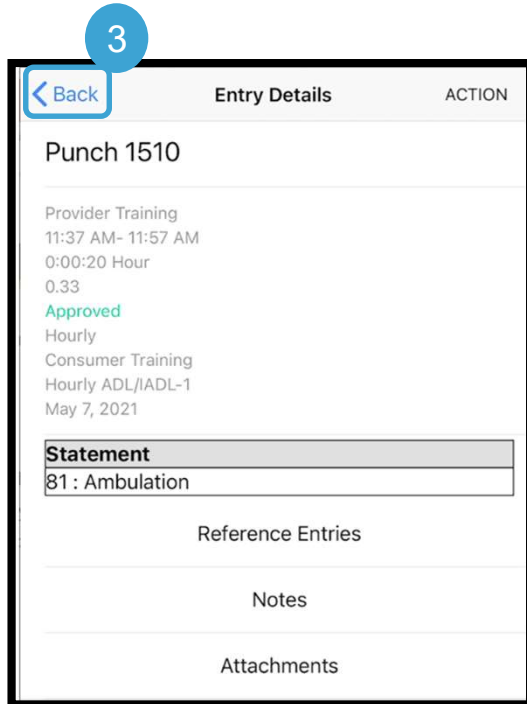 3
Back Entry Details ACTION
Punch 1510
Provider Training
11:37 AM- 11:57 AM
0:00:20 Hour
0.33
Approved
Hourly
Consumer Training
Hourly ADL/IADL-1
May 7, 2021
Statement
81 : Ambulation
Reference Entries
Notes
Attachments